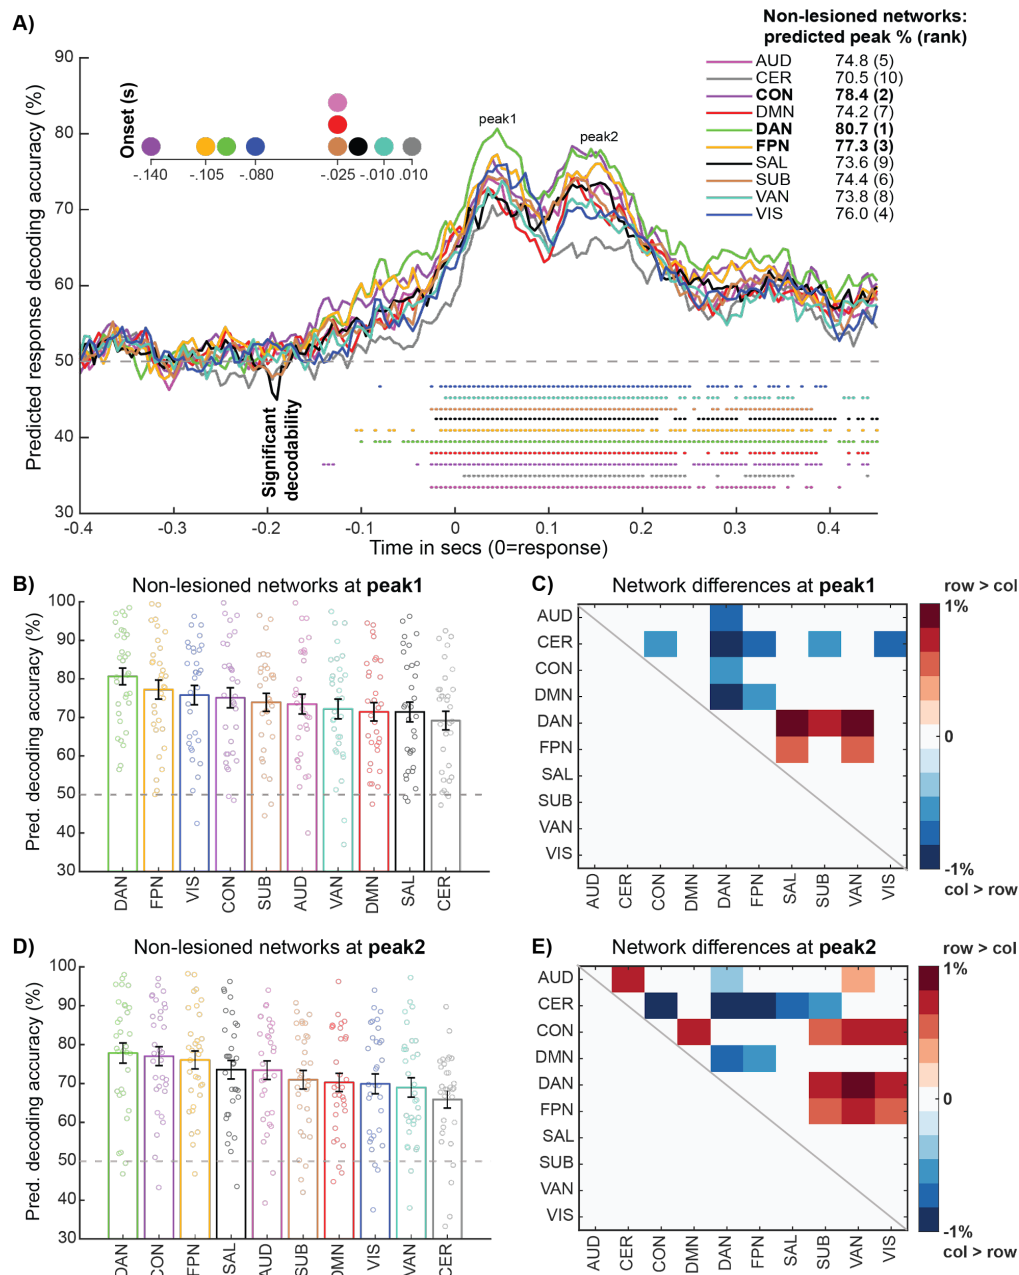 A)
Non-lesioned networks:
predicted peak % (rank)
AUD 74.8 (5)
CER 70.5 (10)
CON 78.4 (2)
DMN 74.2 (7)
DAN 80.7 (1)
FPN 77.3 (3)
SAL 73.6 (9)
SUB 74.4 (6)
VAN 73.8 (8)
VIS 76.0 (4)
Predicted response decoding accuracy (%)
90
80
70
60
50
40
30
Onset (s)
-.140
-.105
-.080
-.025
-.010
.010
peak1
peak2
Significant
decodability
-0.4
-0.3
-0.2
-0.1
0
0.1
0.2
0.3
0.4
Time in secs (0=response)
B)
Non-lesioned networks at peak1
Pred. decoding accuracy (%)
100
90
80
70
60
50
40
30
DAN
FPN
VIS
CON
SUB
AUD
VAN
DMN
SAL
CER
C)
Network differences at peak1
row > col
1%
0
-1%
col > row
AUD
CER
CON
DMN
DAN
FPN
SAL
SUB
VAN
VIS
AUD
CER
CON
DMN
DAN
FPN
SAL
SUB
VAN
VIS
D)
Non-lesioned networks at peak2
Pred. decoding accuracy (%)
100
90
80
70
60
50
40
30
DAN
CON
FPN
SAL
AUD
SUB
DMN
VIS
VAN
CER
E)
Network differences at peak2
row > col
1%
0
-1%
col > row
AUD
CER
CON
DMN
DAN
FPN
SAL
SUB
VAN
VIS
AUD
CER
CON
DMN
DAN
FPN
SAL
SUB
VAN
VIS